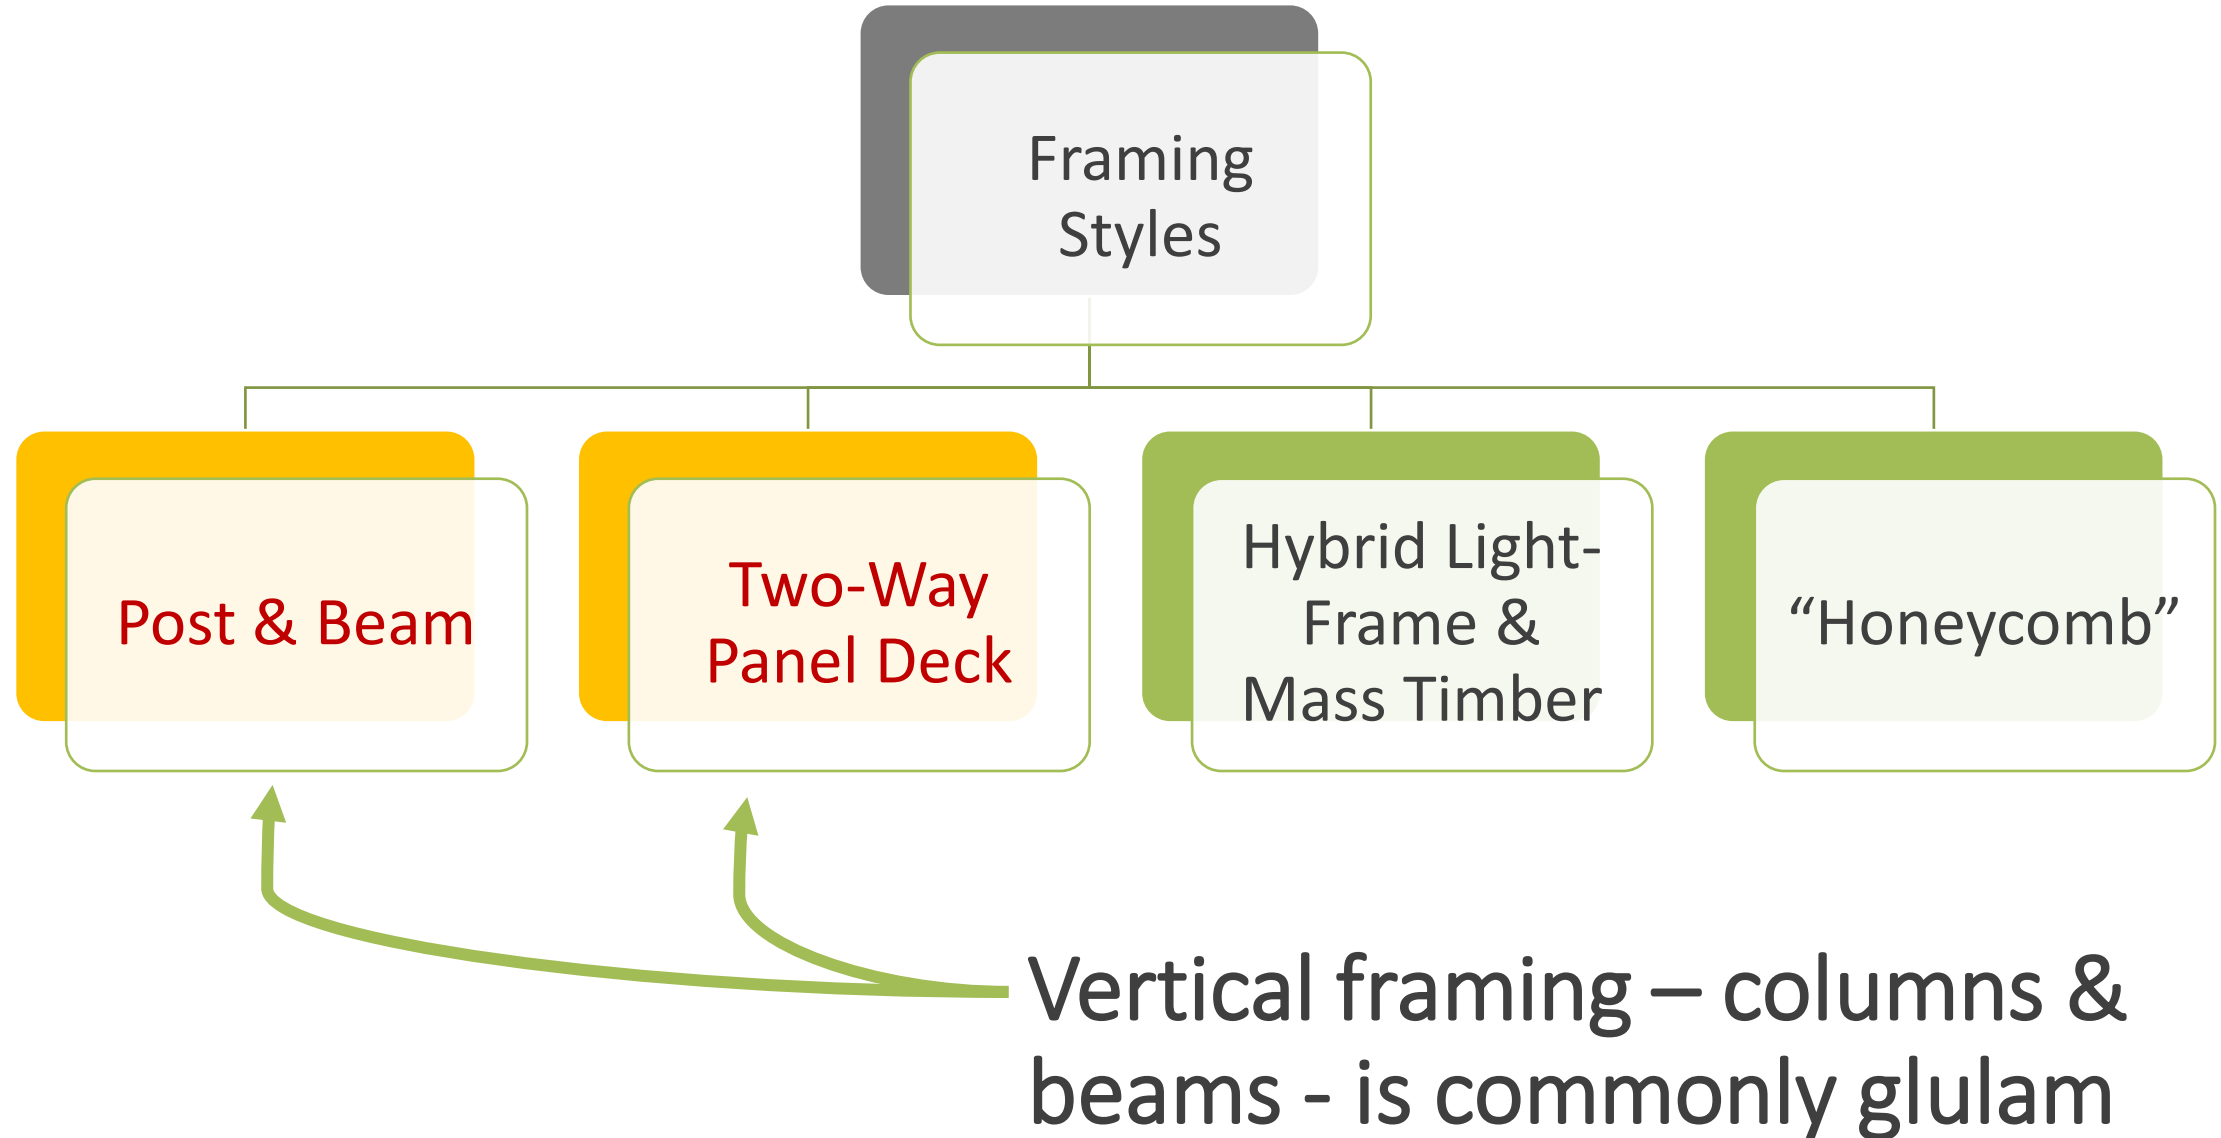 Framing
Styles
Post & Beam
Two-Way
Panel Deck
Hybrid Light-
Frame &
Mass Timber
“Honeycomb”
Vertical framing – columns &
beams - is commonly glulam